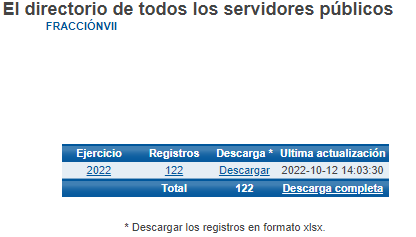 El directorio de todos los servidores públicos
FRACCIÓNVII
Ejercicio Registros Descarga * Ultima actualización
2022 122 Descargar 2022-10-12 14:03:30
Total 122 Descarga completa
* Descargar los registros en formato xlsx.